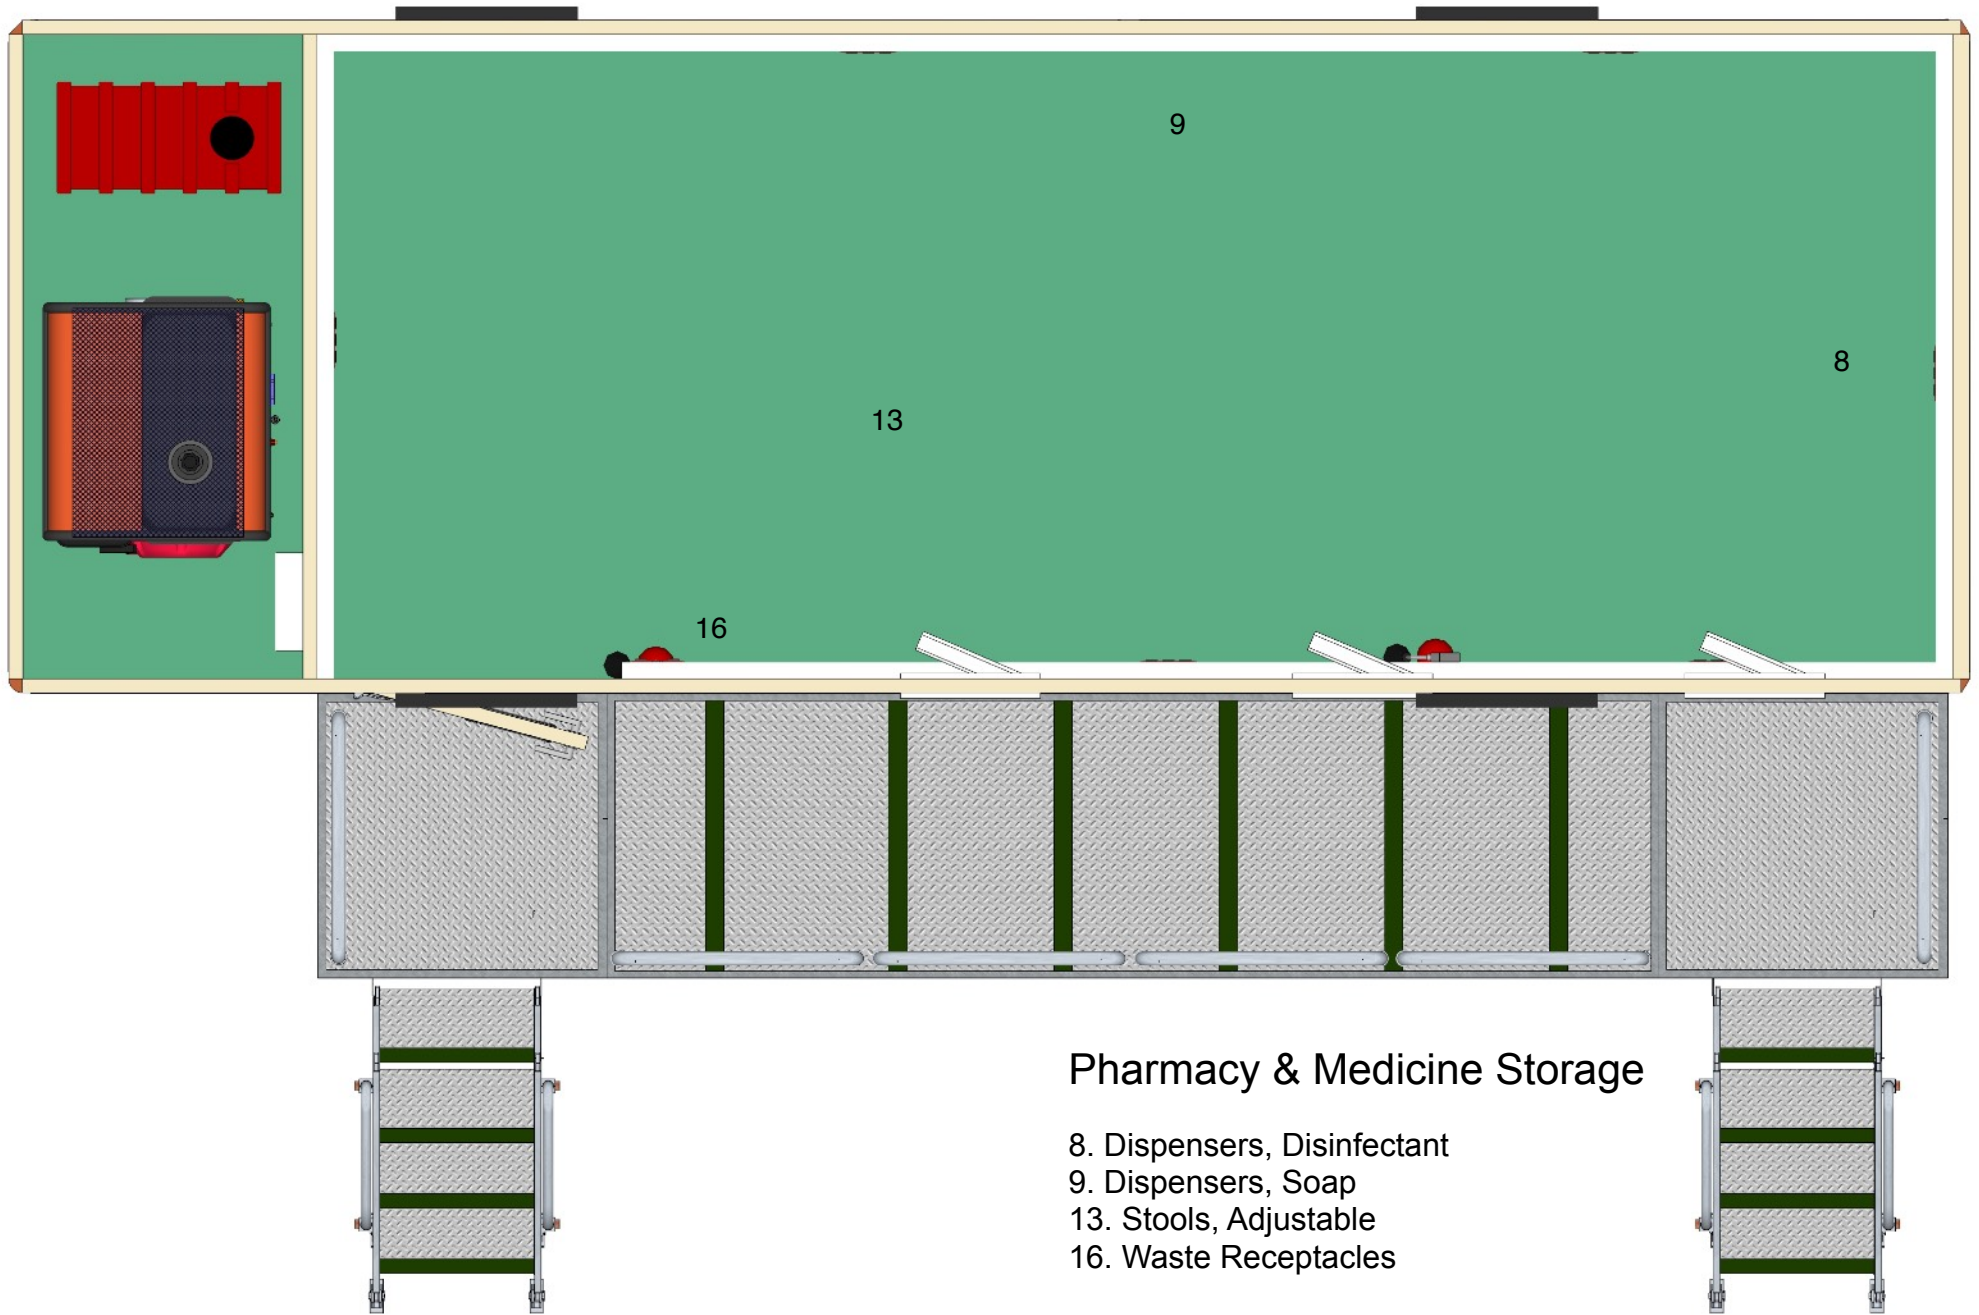 9
8
13
16
Pharmacy & Medicine Storage
8. Dispensers, Disinfectant
9. Dispensers, Soap
13. Stools, Adjustable
16. Waste Receptacles